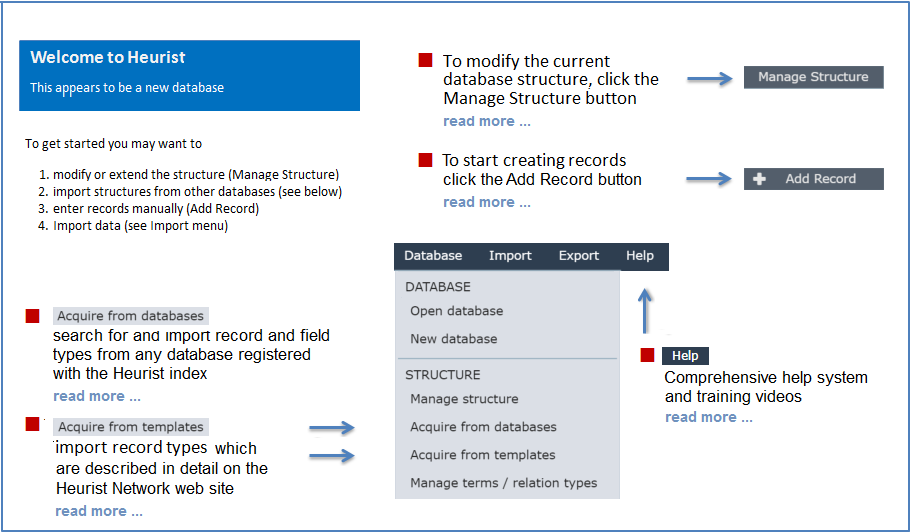 Welcome to Heurist
This appears to be a new database
To get started you may want to
1. modify or extend the structure (Manage Structure)
2. import structures from other databases (see below)
3. enter records manually (Add Record)
4. Import data (see Import menu)
To modify the current
database structure, click the
Manage Structure button
read more ...
Manage Structure
To start creating records
click the Add Record button
read more ...
Add Record
Acquire from databases
search for and import record and field
types from any database registered
with the Heurist index
read more ...
Acquire from templates
import record types which
are described in detail on the
Heurist Network web site
read more ...
Database Import Export Help
DATABASE
Open database
New database
STRUCTURE
Manage structure
Acquire from databases
Acquire from templates
Manage terms / relation types
Help
Comprehensive help system
and training videos
read more ...